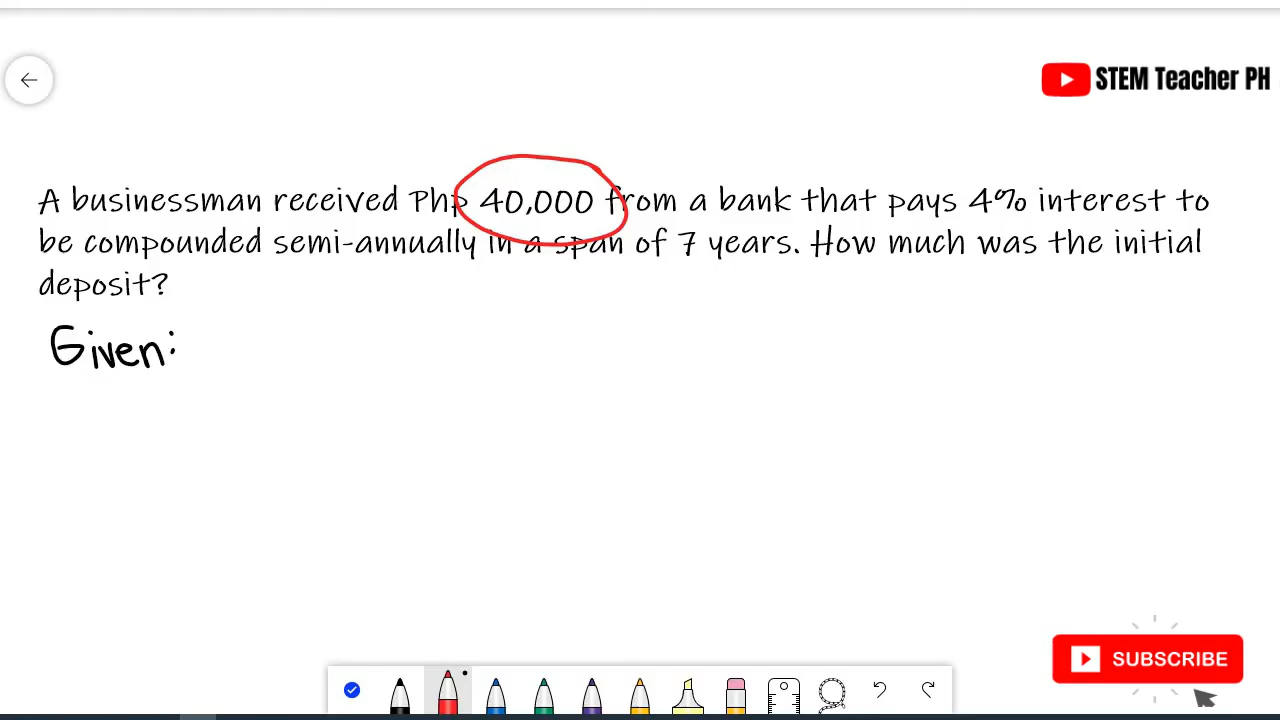 STEM Teacher PH
A businessman received Php 40,000 from a bank that pays 4% interest to
be compounded semi-annually in a span of 7 years. How much was the initial
deposit?
Given:
SUBSCRIBE